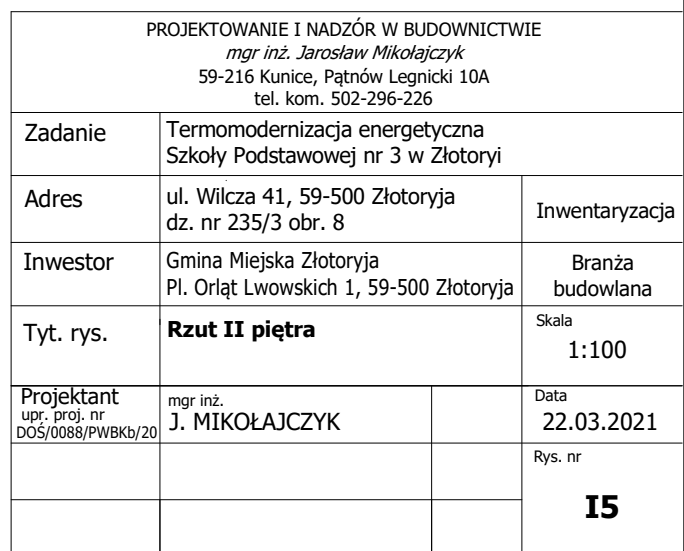 PROJEKTOWANIE I NADZÓR W BUDOWNICTWIE
mgr inż. Jarosław Mikołajczyk
59-216 Kunice, Pątnów Legnicki 10A
tel. kom. 502-296-226
Zadanie
Termomodernizacja energetyczna
Szkoły Podstawowej nr 3 w Złotoryi
Adres
ul. Wilcza 41, 59-500 Złotoryja
dz. nr 235/3 obr. 8
Inwentaryzacja
Inwestor
Gmina Miejska Złotoryja
Pl. Orląt Lwowskich 1, 59-500 Złotoryja
Branża
budowlana
Tyt. rys.
Rzut II piętra
Skala
1:100
Projektant
upr. proj. nr
DOŚ/0088/PWBKb/20
mgr inż.
J. MIKOŁAJCZYK
Data
22.03.2021
Rys. nr
I5